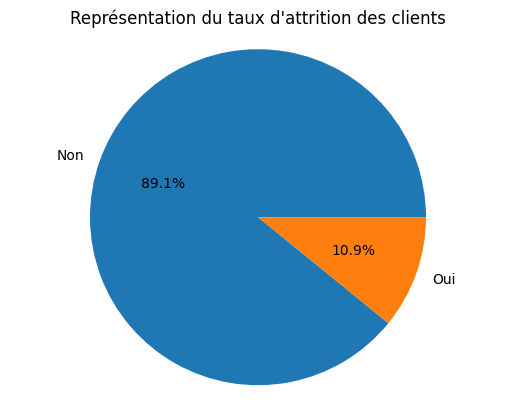 Représentation du taux d'attrition des clients
Non
89.1%
10.9%
Oui